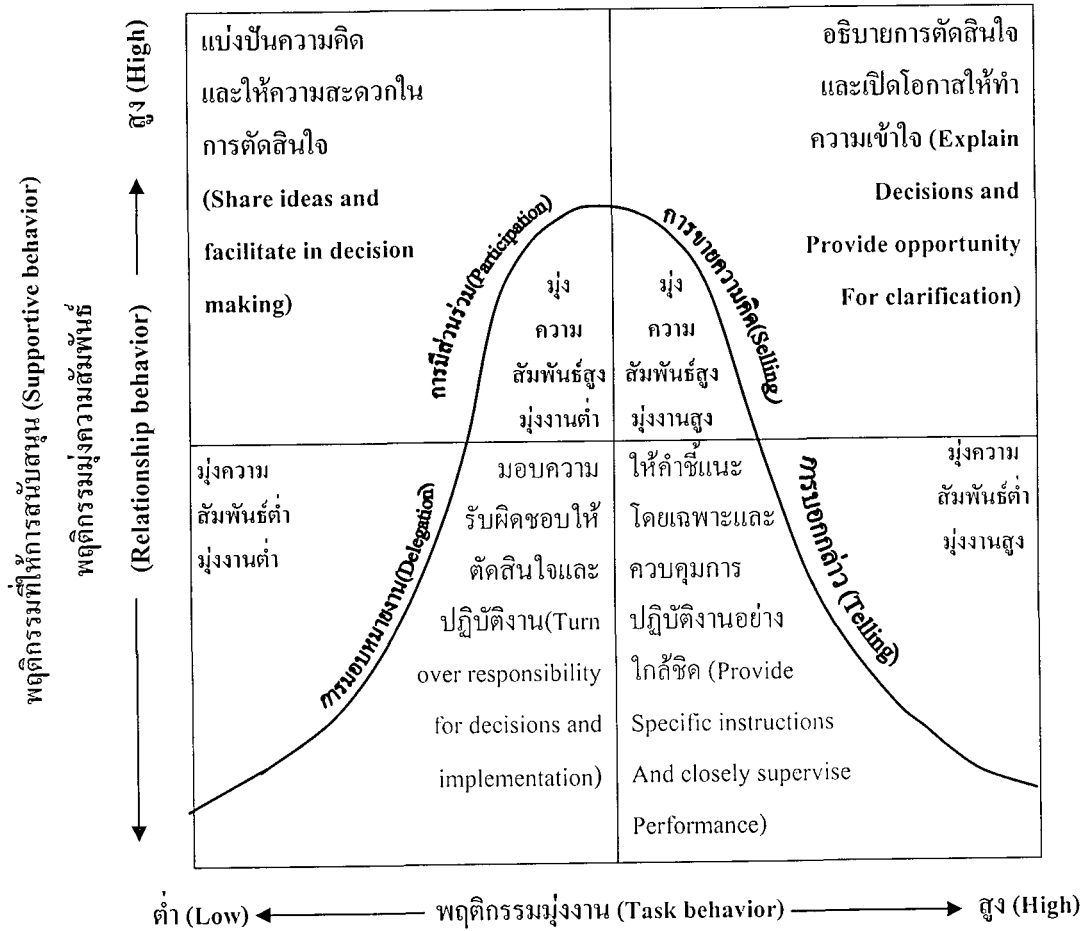 พฤติกรรมที่ให้การสนับสนุน (Supportive behavior)
พฤติกรรมมุ่งความสัมพันธ์
(Relationship behavior)
สูง (High)
แบ่งปันความคิด
และให้ความสะดวกใน
การตัดสินใจ
(Share ideas and
facilitate in decision
making)
อธิบายการตัดสินใจ
และเปิดโอกาสให้ทำ
ความเข้าใจ (Explain
Decisions and
Provide opportunity
For clarification)
การมีส่วนร่วม(Participation)
การขายความคิด(Selling)
มุ่ง
ความ
สัมพันธ์สูง
มุ่งงานต่ำ
มุ่ง
ความ
สัมพันธ์สูง
มุ่งงานสูง
มุ่งความ
สัมพันธ์ต่ำ
มุ่งงานต่ำ
การมอบหมายงาน(Delegation)
มอบความ
รับผิดชอบให้
ตัดสินใจและ
ปฏิบัติงาน(Turn
over responsibility
for decisions and
implementation)
ให้คำชี้แนะ
โดยเฉพาะและ
ควบคุมการ
ปฏิบัติงานอย่าง
ใกล้ชิด (Provide
Specific instructions
And closely supervise
Performance)
การบอกกล่าว (Telling)
มุ่งความ
สัมพันธ์ต่ำ
มุ่งงานสูง
ต่ำ (Low)
พฤติกรรมมุ่งงาน (Task behavior)
สูง (High)